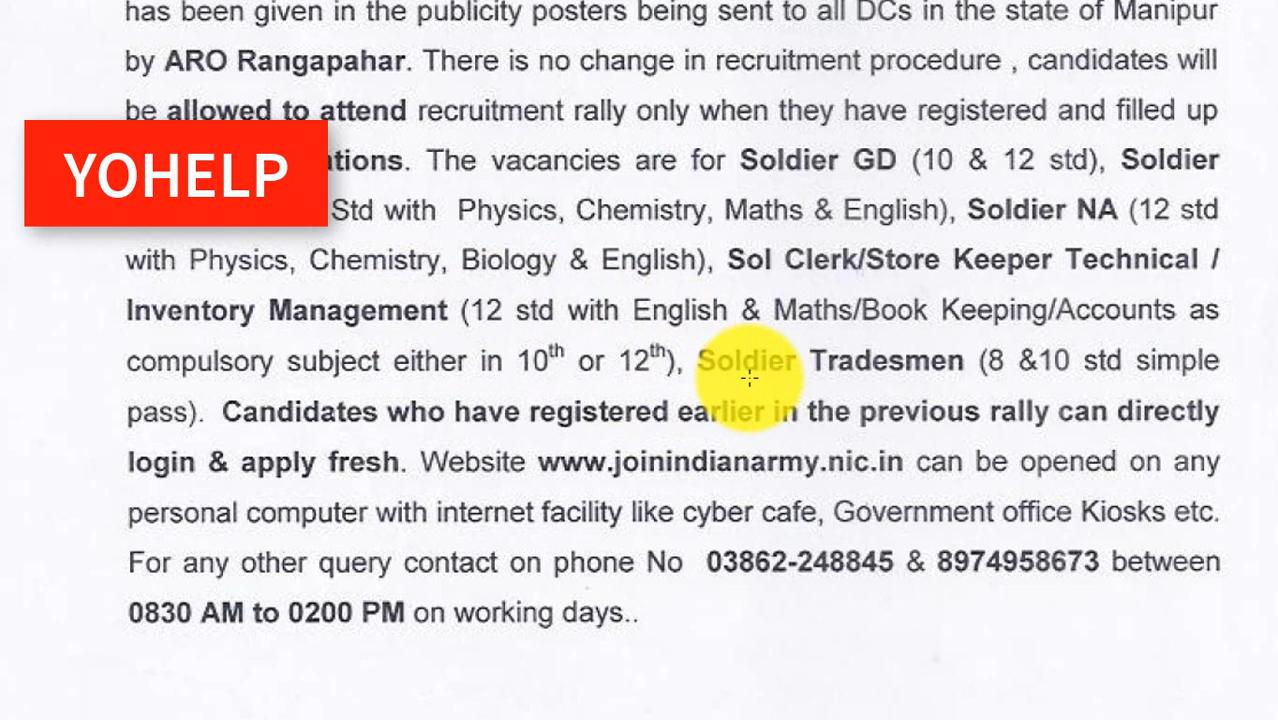 has been given in the publicity posters being sent to all DCs in the state of Manipur
by ARO Rangapahar. There is no change in recruitment procedure , candidates will
be allowed to attend recruitment rally only when they have registered and filled up
YOHELP
ations. The vacancies are for Soldier GD (10 & 12 std), Soldier
Std with Physics, Chemistry, Maths & English), Soldier NA (12 std
with Physics, Chemistry, Biology & English), Sol Clerk/Store Keeper Technical /
Inventory Management (12 std with English & Maths/Book Keeping/Accounts as
compulsory subject either in 10th or 12th), Soldier Tradesmen (8 &10 std simple
pass). Candidates who have registered earlier in the previous rally can directly
login & apply fresh. Website www.joinindianarmy.nic.in can be opened on any
personal computer with internet facility like cyber cafe, Government office Kiosks etc.
For any other query contact on phone No 03862-248845 & 8974958673 between
0830 AM to 0200 PM on working days..